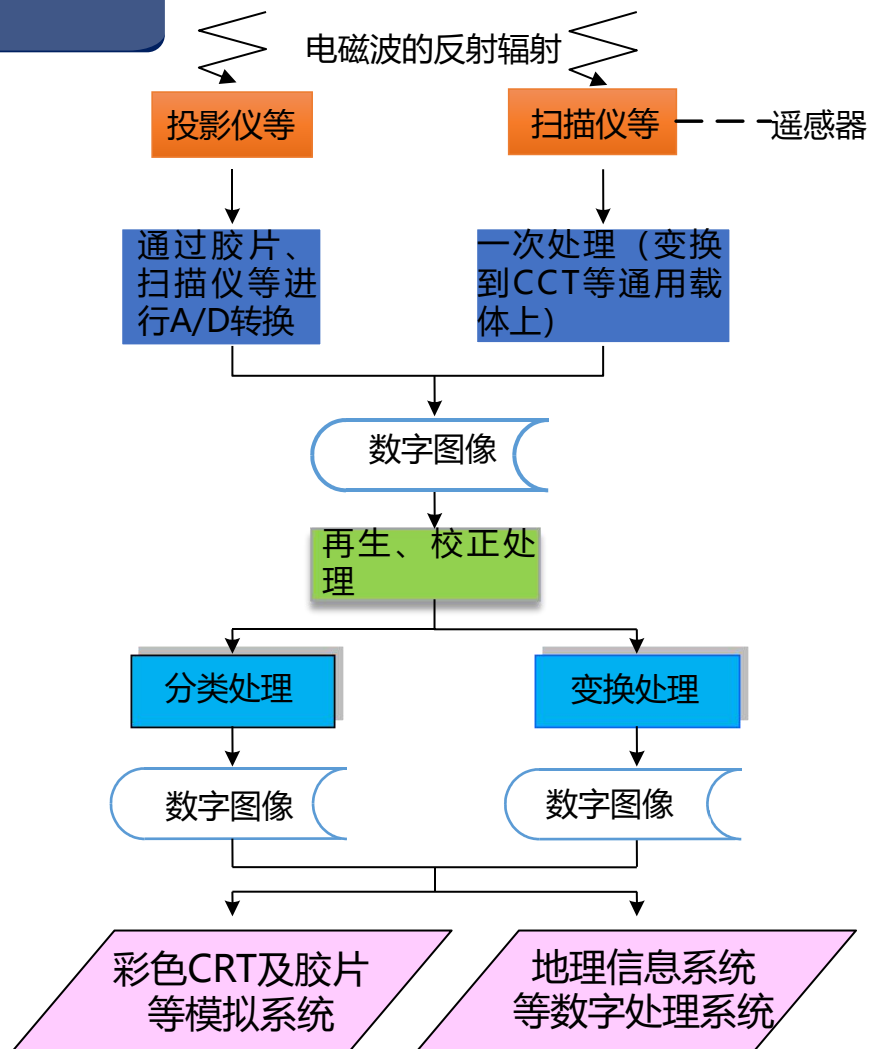 电磁波的反射辐射
投影仪等
扫描仪等
遥感器
通过胶片、
扫描仪等进
行A/D转换
一次处理（变换
到CCT等通用载
体上）
数字图像
再生、校正处
理
分类处理
变换处理
数字图像
数字图像
彩色CRT及胶片
等模拟系统
地理信息系统
等数字处理系统